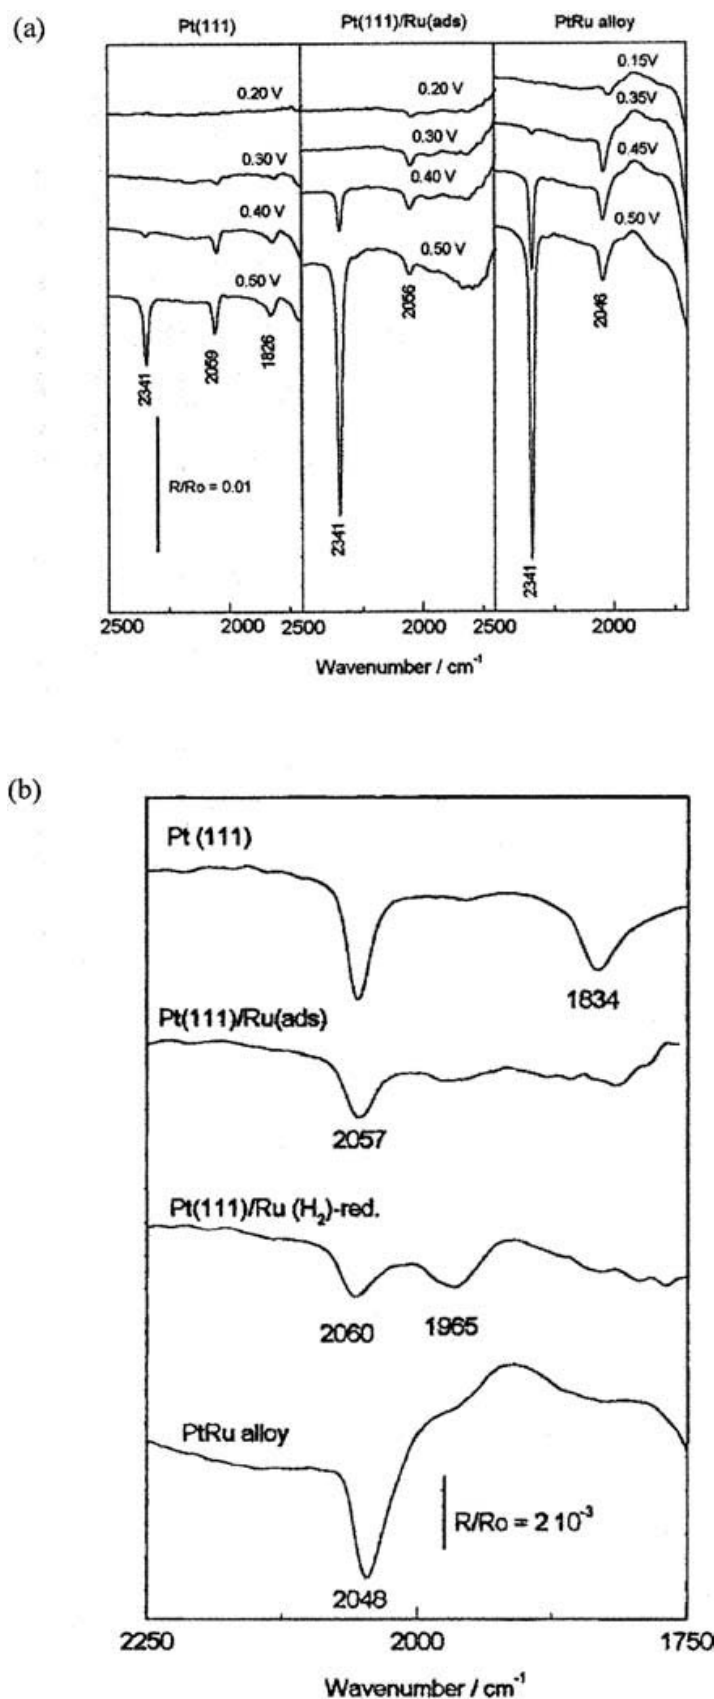 (a)
Pt(111)
Pt(111)/Ru(ads)
PtRu alloy
0.20 V
0.30 V
0.40 V
0.50 V
2341
2059
1826
R/Ro = 0.01
0.20 V
0.30 V
0.40 V
0.50 V
2056
2341
0.15V
0.35V
0.45V
0.50 V
2046
2341
2500
2000
2500
2000
2500
2000
Wavenumber / cm⁻¹
(b)
Pt (111)
1834
Pt(111)/Ru(ads)
2057
Pt(111)/Ru (H₂)-red.
2060
1965
PtRu alloy
R/Ro = 2 10⁻³
2048
2250
2000
1750
Wavenumber / cm⁻¹